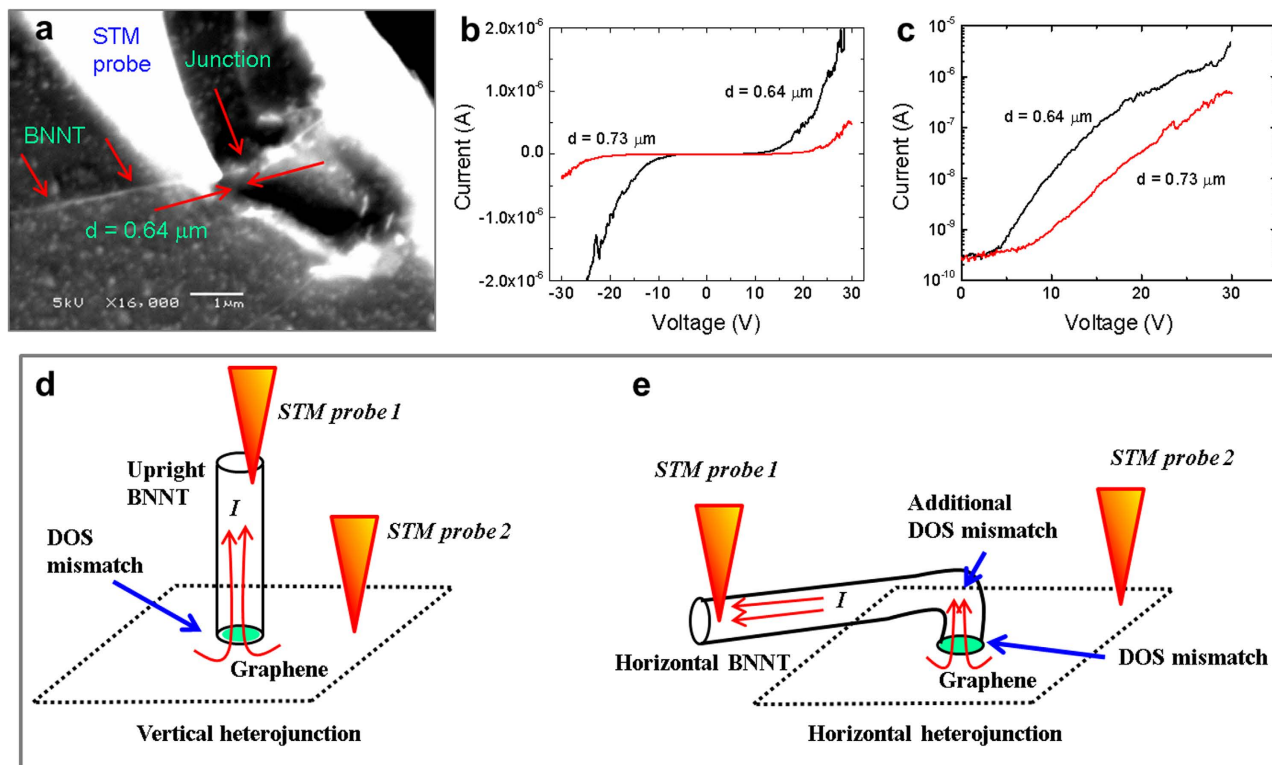 a
STM
probe
Junction
BNNT
d = 0.64 μm
5kV X16,000 1μm
b
2.0x10⁻⁶
1.0x10⁻⁶
0.0
-1.0x10⁻⁶
-2.0x10⁻⁶
Current (A)
d = 0.64 μm
d = 0.73 μm
-30 -20 -10 0 10 20 30
Voltage (V)
c
10⁻⁵
10⁻⁶
10⁻⁷
10⁻⁸
10⁻⁹
10⁻¹⁰
Current (A)
d = 0.64 μm
d = 0.73 μm
0 10 20 30
Voltage (V)
d
STM probe 1
Upright
BNNT
I
STM probe 2
DOS
mismatch
Graphene
Vertical heterojunction
e
STM probe 1
STM probe 2
Additional
DOS mismatch
I
Horizontal BNNT
Graphene
DOS mismatch
Horizontal heterojunction